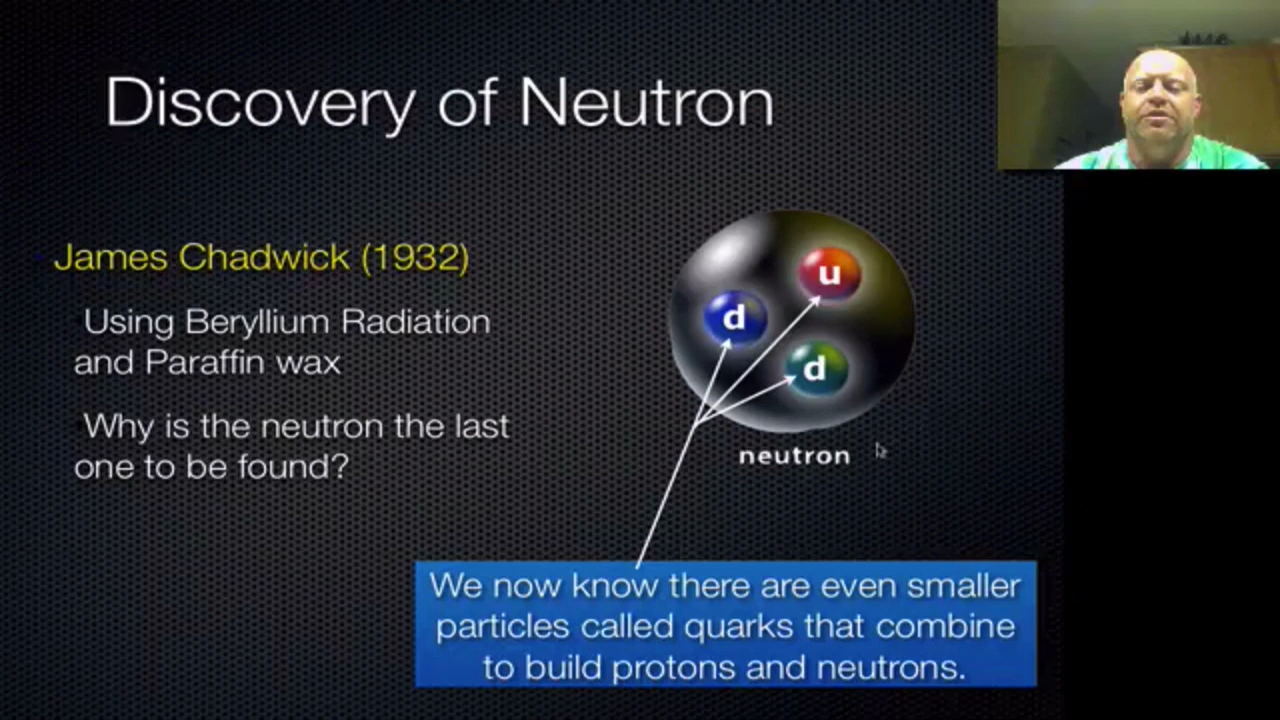 Discovery of Neutron
James Chadwick (1932)
Using Beryllium Radiation
and Paraffin wax
Why is the neutron the last
one to be found?
u
d
d
neutron
We now know there are even smaller
particles called quarks that combine
to build protons and neutrons.